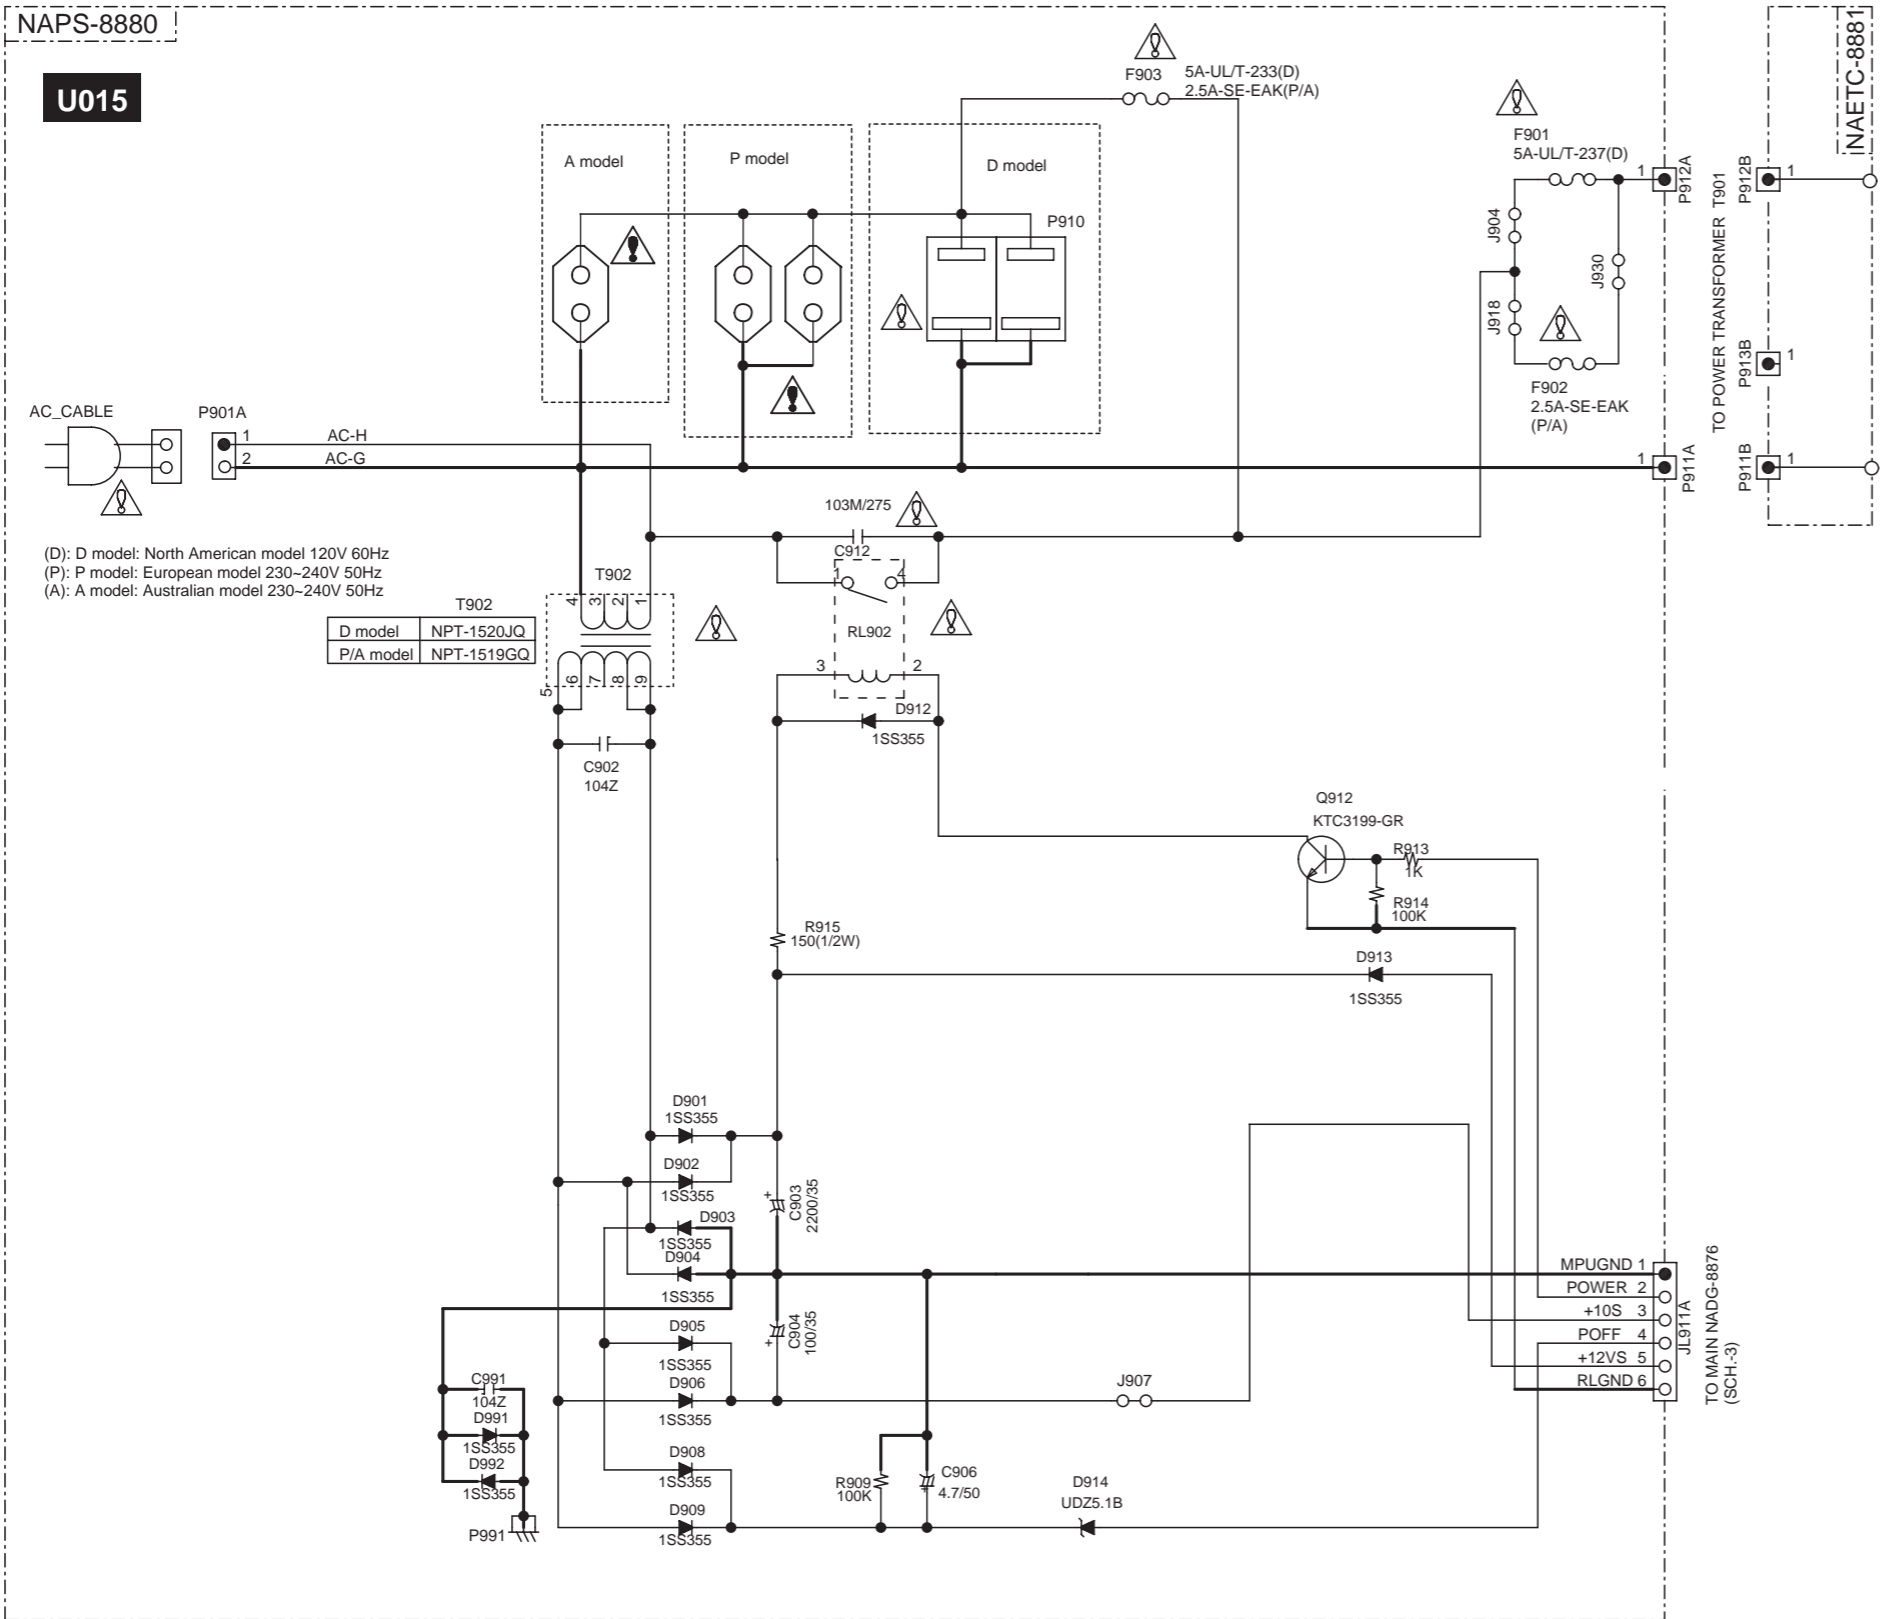 NAPS-8880
U015
NAETC-8881
F903
5A-UL/T-233(D)
2.5A-SE-EAK(P/A)
A model
P model
D model
P910
F901
5A-UL/T-237(D)
J904
J930
J918
F902
2.5A-SE-EAK
(P/A)
1
P912A
1
P911A
TO POWER TRANSFORMER T901
P912B
1
P913B
1
P911B
1
AC_CABLE
P901A
1
AC-H
2
AC-G
(D): D model: North American model 120V 60Hz
(P): P model: European model 230~240V 50Hz
(A): A model: Australian model 230~240V 50Hz
T902
D model NPT-1520JQ
P/A model NPT-1519GQ
T902
4 3 2 1
5 6 7 8 9
C902
104Z
103M/275
C912
1 4
RL902
3 2
D912
1SS355
Q912
KTC3199-GR
R913
1K
R914
100K
R915
150(1/2W)
D913
1SS355
D901
1SS355
D902
1SS355
D903
1SS355
D904
1SS355
D905
1SS355
D906
1SS355
D908
1SS355
D909
1SS355
+
C903
2200/35
+
C904
100/35
C991
104Z
D991
1SS355
D992
1SS355
P991
R909
100K
C906
4.7/50
+
D914
UDZ5.1B
J907
MPUGND 1
POWER 2
+10S 3
POFF 4
+12VS 5
RLGND 6
JL911A
TO MAIN NADG-8876
(SCH.-3)